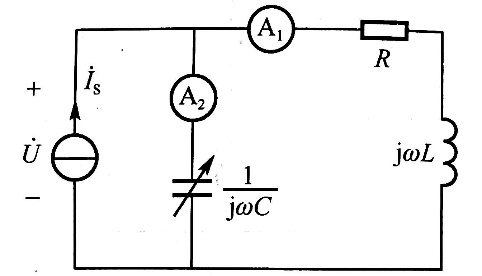 A₁
R
+
İₛ
A₂
U̇
jωL
1
jωC
−